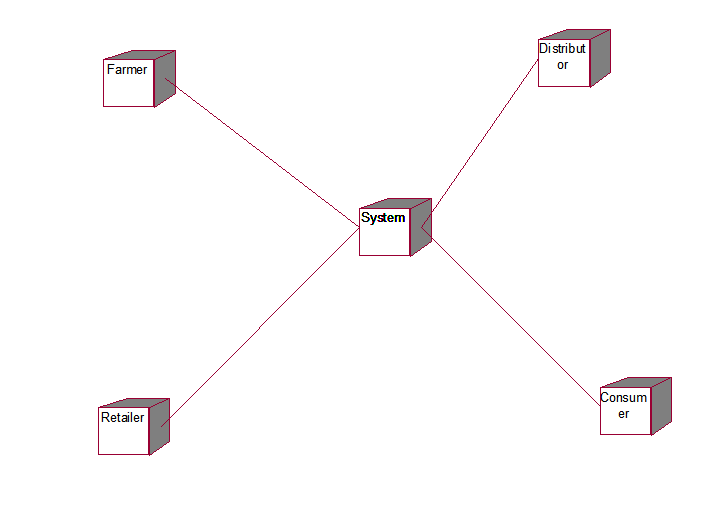 Farmer
Distribut
or
System
Retailer
Consum
er